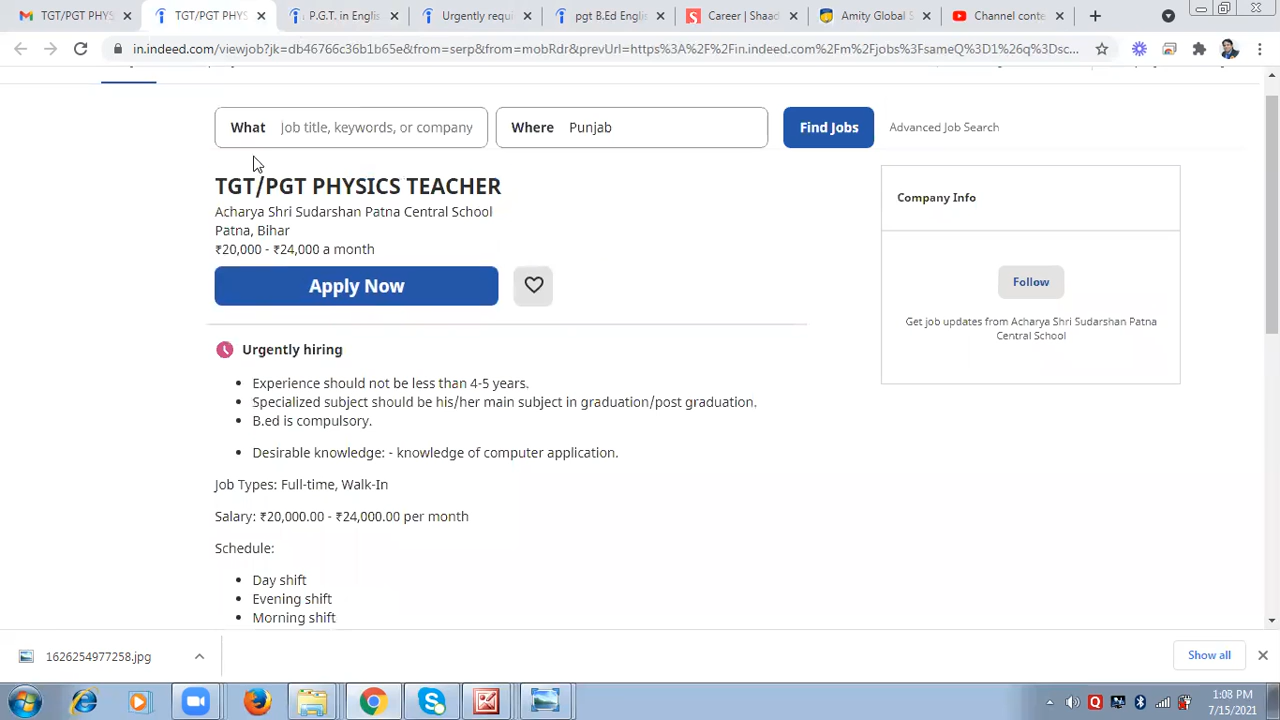 TGT/PGT PHYS
TGT/PGT PHYS
P.G.T. in Englis
Urgently requi
pgt B.Ed Engli
Career | Shaad
Amity Global S
Channel conte
in.indeed.com/viewjob?jk=db46766c36b1b65e&from=serp&from=mobRdr&prevUrl=https%3A%2F%2Fin.indeed.com%2Fm%2Fjobs%3FsameQ%3D1%26q%3Dsc...
What Job title, keywords, or company
Where Punjab
Find Jobs
Advanced Job Search
TGT/PGT PHYSICS TEACHER
Acharya Shri Sudarshan Patna Central School
Patna, Bihar
₹20,000 - ₹24,000 a month
Apply Now
Company Info
Follow
Get job updates from Acharya Shri Sudarshan Patna
Central School
Urgently hiring
• Experience should not be less than 4-5 years.
• Specialized subject should be his/her main subject in graduation/post graduation.
• B.ed is compulsory.
• Desirable knowledge: - knowledge of computer application.
Job Types: Full-time, Walk-In
Salary: ₹20,000.00 - ₹24,000.00 per month
Schedule:
• Day shift
• Evening shift
• Morning shift
1626254977258.jpg
Show all
1:08 PM
7/15/2021